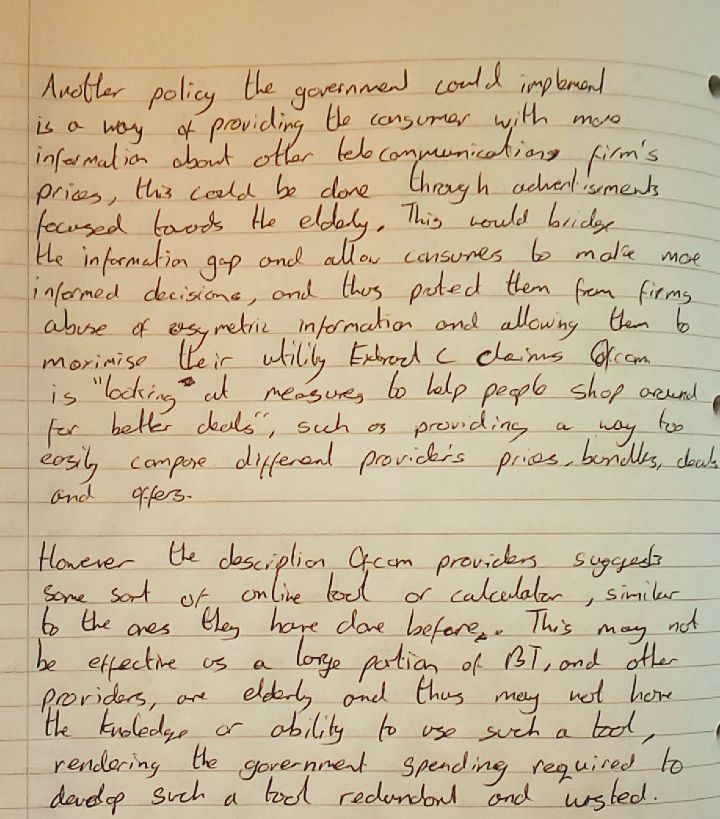 Another policy the government could implement
is a way of providing the consumer with more
information about other telecommunications firm's
prices, this could be done through advertisements
focused towards the elderly. This would bridge
the information gap and allow consumers to make more
informed decisions, and thus protect them from firms
abuse of asymetric information and allowing them to
maximise their utility Extract C claims Ofcom
is "looking at measures to help people shop around
for better deals", such as providing a way too
easily compare different provider's prices, bundles, deals
and offers.
However the description Ofcom providers suggests
some sort of online tool or calculator, similar
to the ones they have done before. This may not
be effective as a large portion of BT, and other
providers, are elderly and thus may not have
the knowledge or ability to use such a tool,
rendering the government spending required to
develop such a tool redundant and wasted.